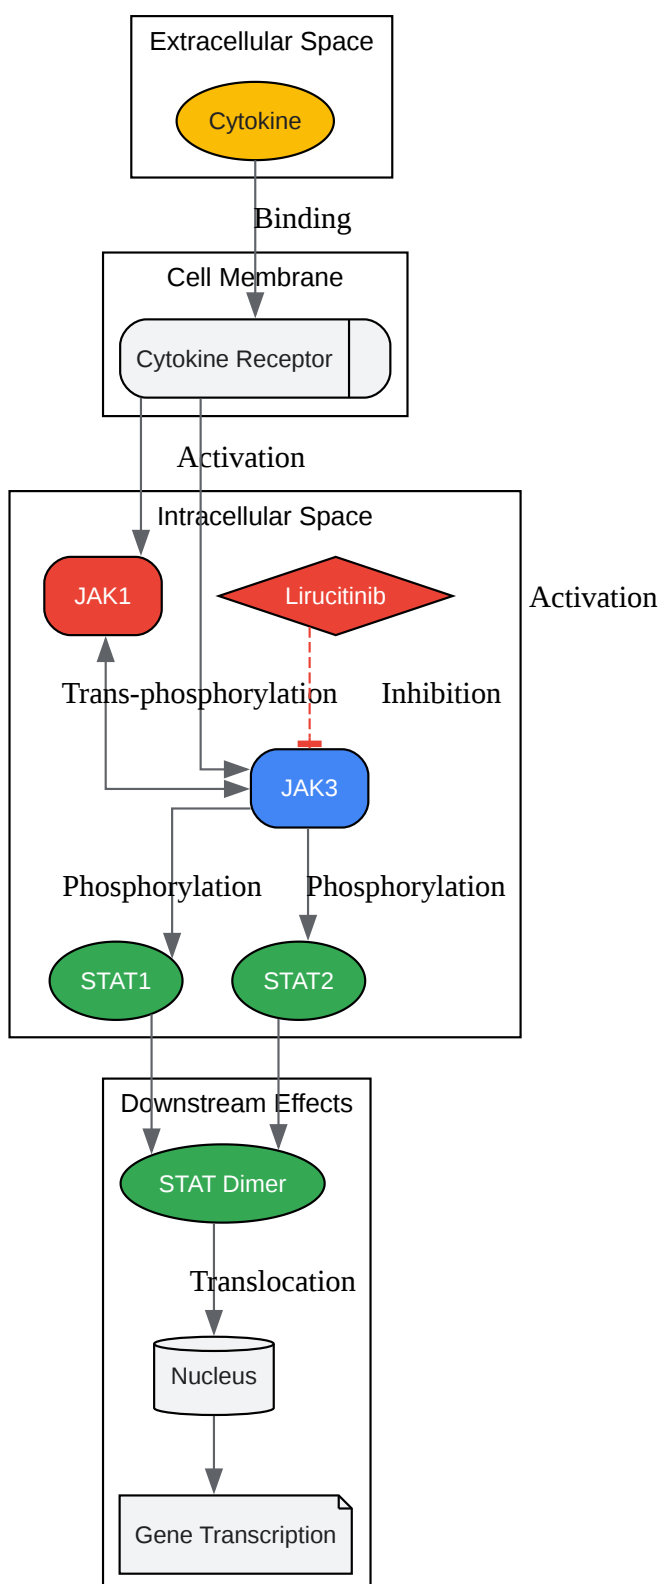 Extracellular Space
Cytokine
Binding
Cell Membrane
Cytokine Receptor
Activation
Intracellular Space
JAK1
Lirucitinib
Activation
Trans-phosphorylation
Inhibition
JAK3
Phosphorylation
Phosphorylation
STAT1
STAT2
Downstream Effects
STAT Dimer
Translocation
Nucleus
Gene Transcription